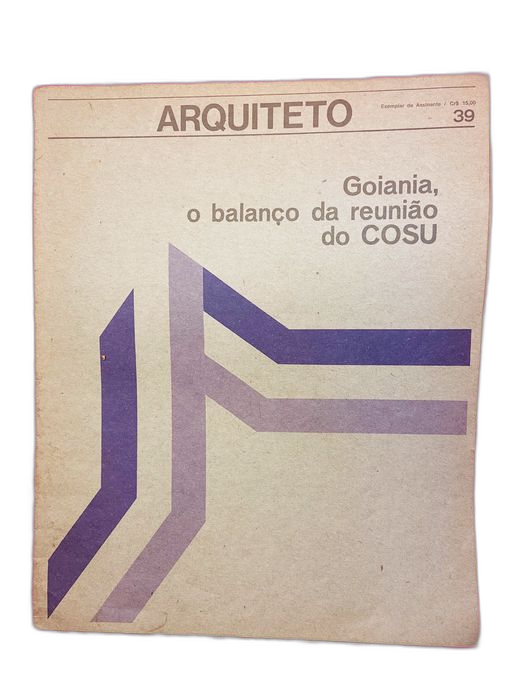 ARQUITETO
Exemplar de Assinante / Cr$ 15,00
39
Goiania,
o balanço da reunião
do COSU